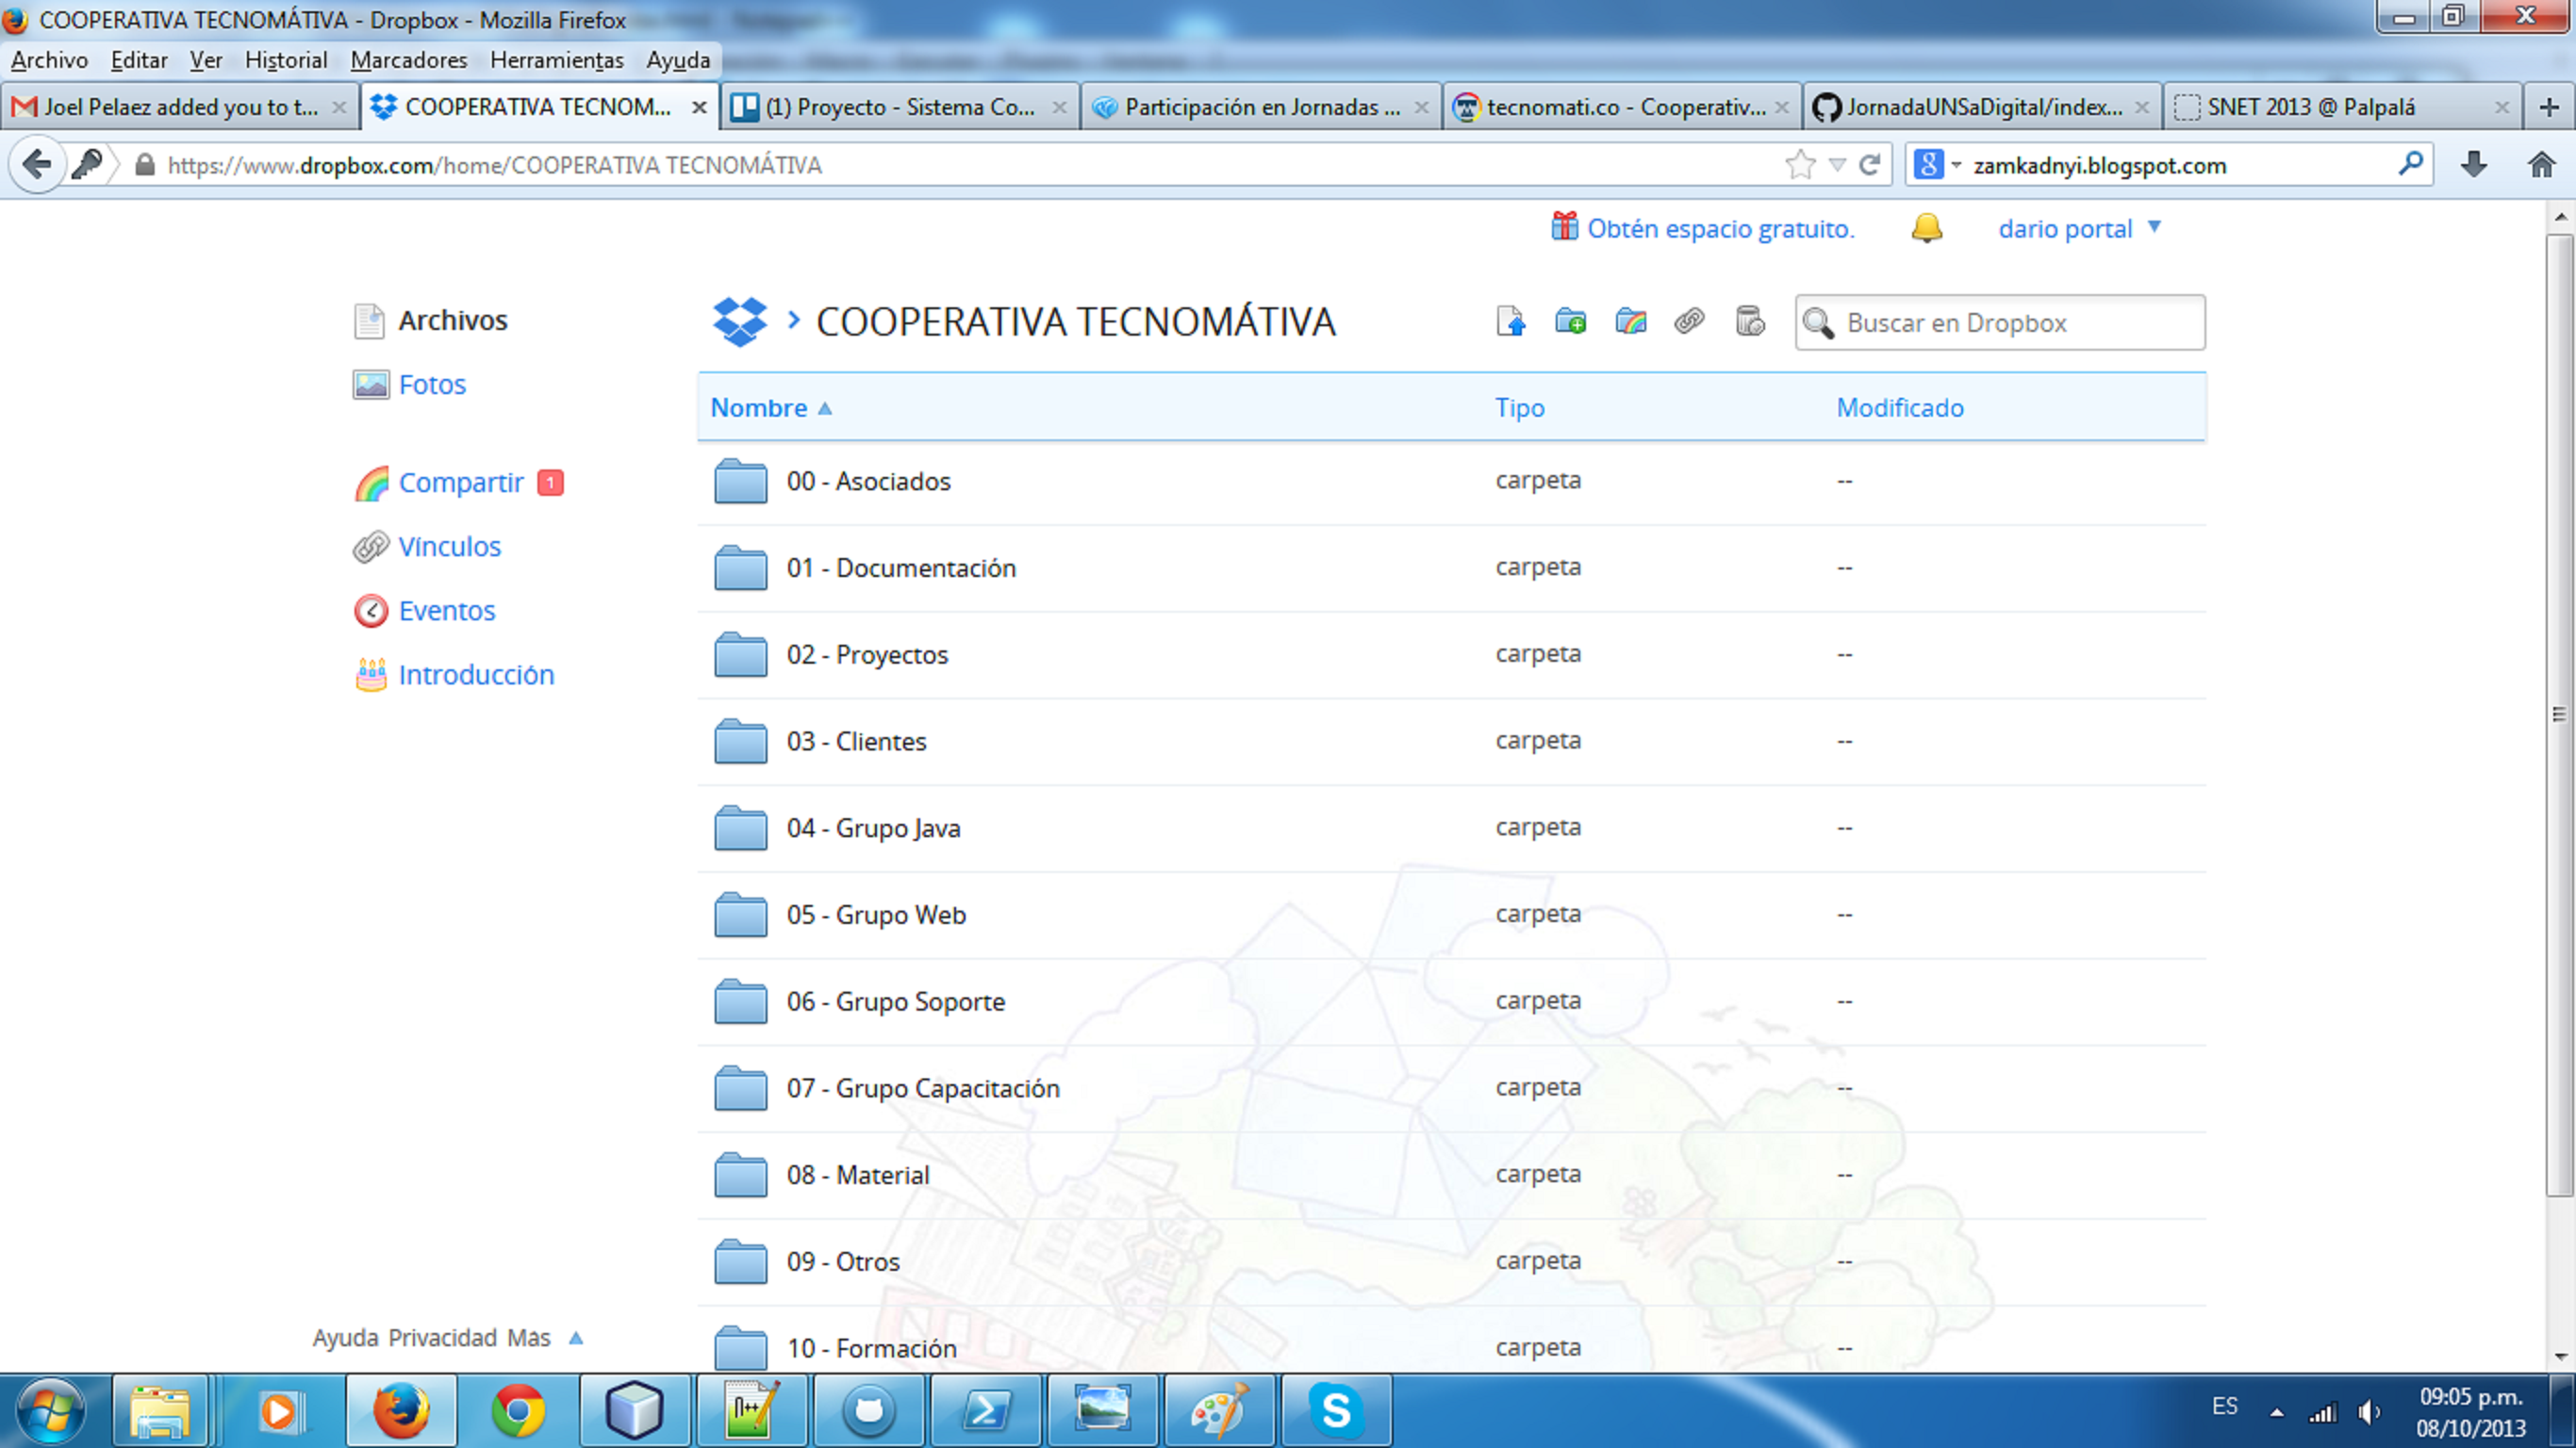 COOPERATIVA TECNOMÁTIVA - Dropbox - Mozilla Firefox
Archivo Editar Ver Historial Marcadores Herramientas Ayuda
Joel Pelaez added you to t... COOPERATIVA TECNOM... (1) Proyecto - Sistema Co... Participación en Jornadas ... tecnomati.co - Cooperativ... JornadaUNSaDigital/index... SNET 2013 @ Palpalá
https://www.dropbox.com/home/COOPERATIVA TECNOMÁTIVA zamkadnyi.blogspot.com
Obtén espacio gratuito. dario portal
Archivos
Fotos
Compartir 1
Vínculos
Eventos
Introducción
COOPERATIVA TECNOMÁTIVA Buscar en Dropbox
Nombre Tipo Modificado
00 - Asociados carpeta --
01 - Documentación carpeta --
02 - Proyectos carpeta --
03 - Clientes carpeta --
04 - Grupo Java carpeta --
05 - Grupo Web carpeta --
06 - Grupo Soporte carpeta --
07 - Grupo Capacitación carpeta --
08 - Material carpeta --
09 - Otros carpeta --
10 - Formación carpeta --
Ayuda Privacidad Más
ES 09:05 p.m.
08/10/2013